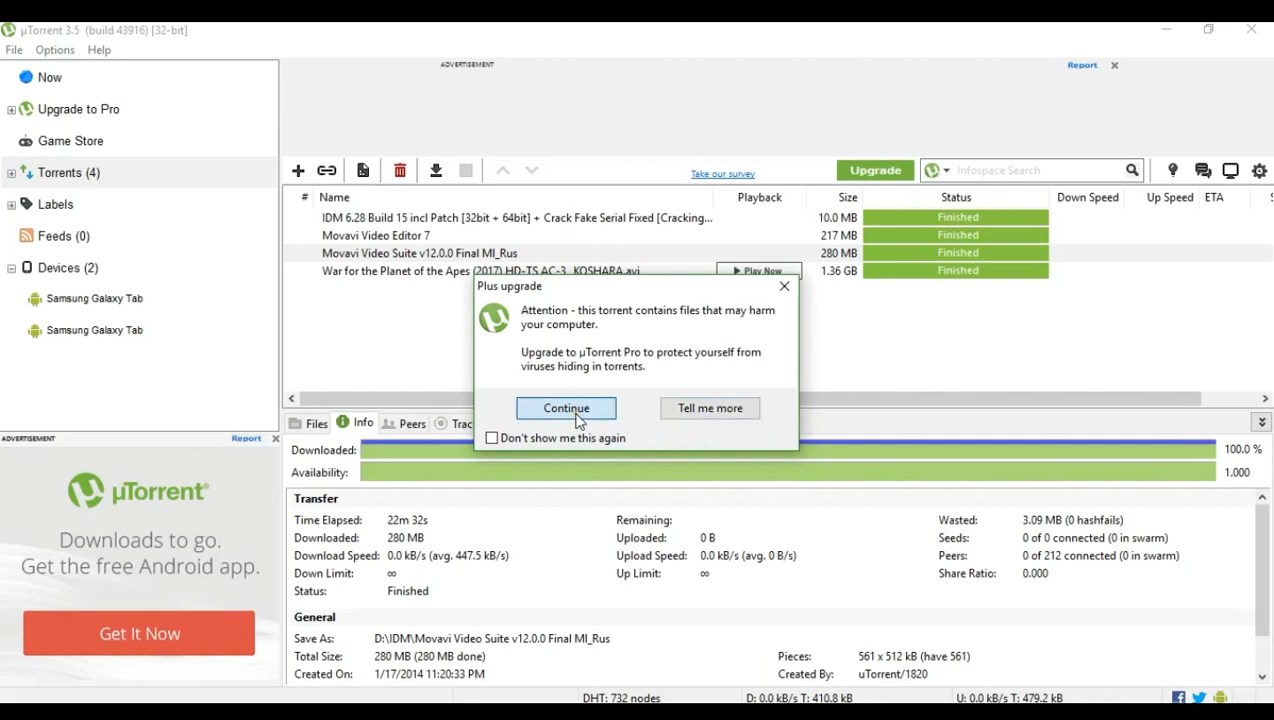 µTorrent 3.5 (build 43916) [32-bit]
File Options Help
Now
Upgrade to Pro
Game Store
Torrents (4)
Labels
Feeds (0)
Devices (2)
Samsung Galaxy Tab
Samsung Galaxy Tab
ADVERTISEMENT Report
Take our survey Upgrade Infospace Search
# Name Playback Size Status Down Speed Up Speed ETA S
IDM 6.28 Build 15 incl Patch [32bit + 64bit] + Crack Fake Serial Fixed [Cracking... 10.0 MB Finished
Movavi Video Editor 7 217 MB Finished
Movavi Video Suite v12.0.0 Final Ml_Rus 280 MB Finished
War for the Planet of the Apes (2017) HD-TS AC-3_KOSHARA.avi Play Now 1.36 GB Finished
Plus upgrade
Attention - this torrent contains files that may harm
your computer.
Upgrade to µTorrent Pro to protect yourself from
viruses hiding in torrents.
Continue Tell me more
Don't show me this again
Files Info Peers Trac
Downloaded: 100.0 %
Availability: 1.000
Transfer
Time Elapsed: 22m 32s Remaining: Wasted: 3.09 MB (0 hashfails)
Downloaded: 280 MB Uploaded: 0 B Seeds: 0 of 0 connected (0 in swarm)
Download Speed: 0.0 kB/s (avg. 447.5 kB/s) Upload Speed: 0.0 kB/s (avg. 0 B/s) Peers: 0 of 212 connected (0 in swarm)
Down Limit: ∞ Up Limit: ∞ Share Ratio: 0.000
Status: Finished
General
Save As: D:\IDM\Movavi Video Suite v12.0.0 Final Ml_Rus
Total Size: 280 MB (280 MB done) Pieces: 561 x 512 kB (have 561)
Created On: 1/17/2014 11:20:33 PM Created By: uTorrent/1820
DHT: 732 nodes D: 0.0 kB/s T: 410.8 kB U: 0.0 kB/s T: 479.2 kB
ADVERTISEMENT Report
µTorrent®
Downloads to go.
Get the free Android app.
Get It Now